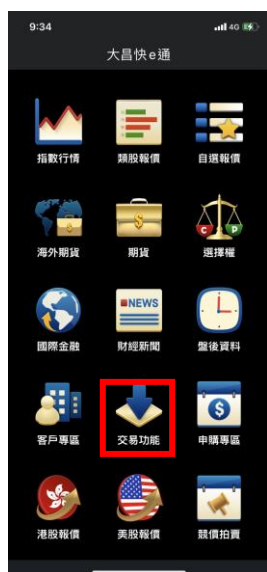 9:34
4G
大昌快e通
指數行情 類股報價 自選報價
$
C P
海外期貨 期貨 選擇權
NEWS
L
國際金融 財經新聞 盤後資料
$
客戶專區 交易功能 申購專區
港股報價 美股報價 競價拍賣